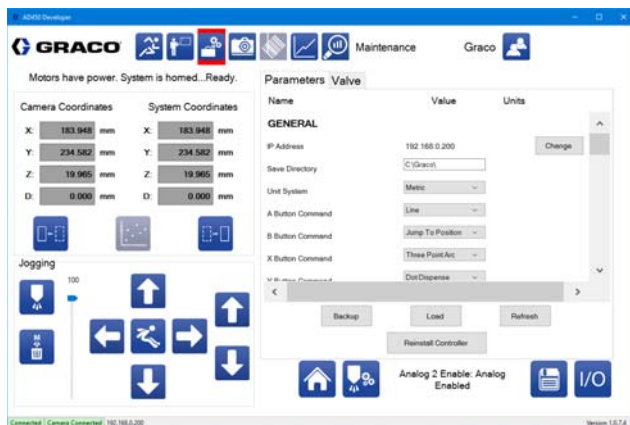 AD450 Developer
GRACO
Maintenance
Graco
Motors have power. System is homed...Ready.
Camera Coordinates
System Coordinates
X: 183.948 mm
X: 183.948 mm
Y: 234.582 mm
Y: 234.582 mm
Z: 19.965 mm
Z: 19.965 mm
D: 0.000 mm
D: 0.000 mm
Jogging
100
M
Parameters
Valve
Name Value Units
GENERAL
IP Address 192.168.0.200 Change
Save Directory C:\Graco\
Unit System Metric
A Button Command Line
B Button Command Jump To Position
X Button Command Three Point Arc
Y Button Command Dot Dispense
Backup Load Refresh
Reinstall Controller
Analog 2 Enable: Analog
Enabled
I/O
Connected Camera Connected 192.168.0.200
Version 1.0.7.4